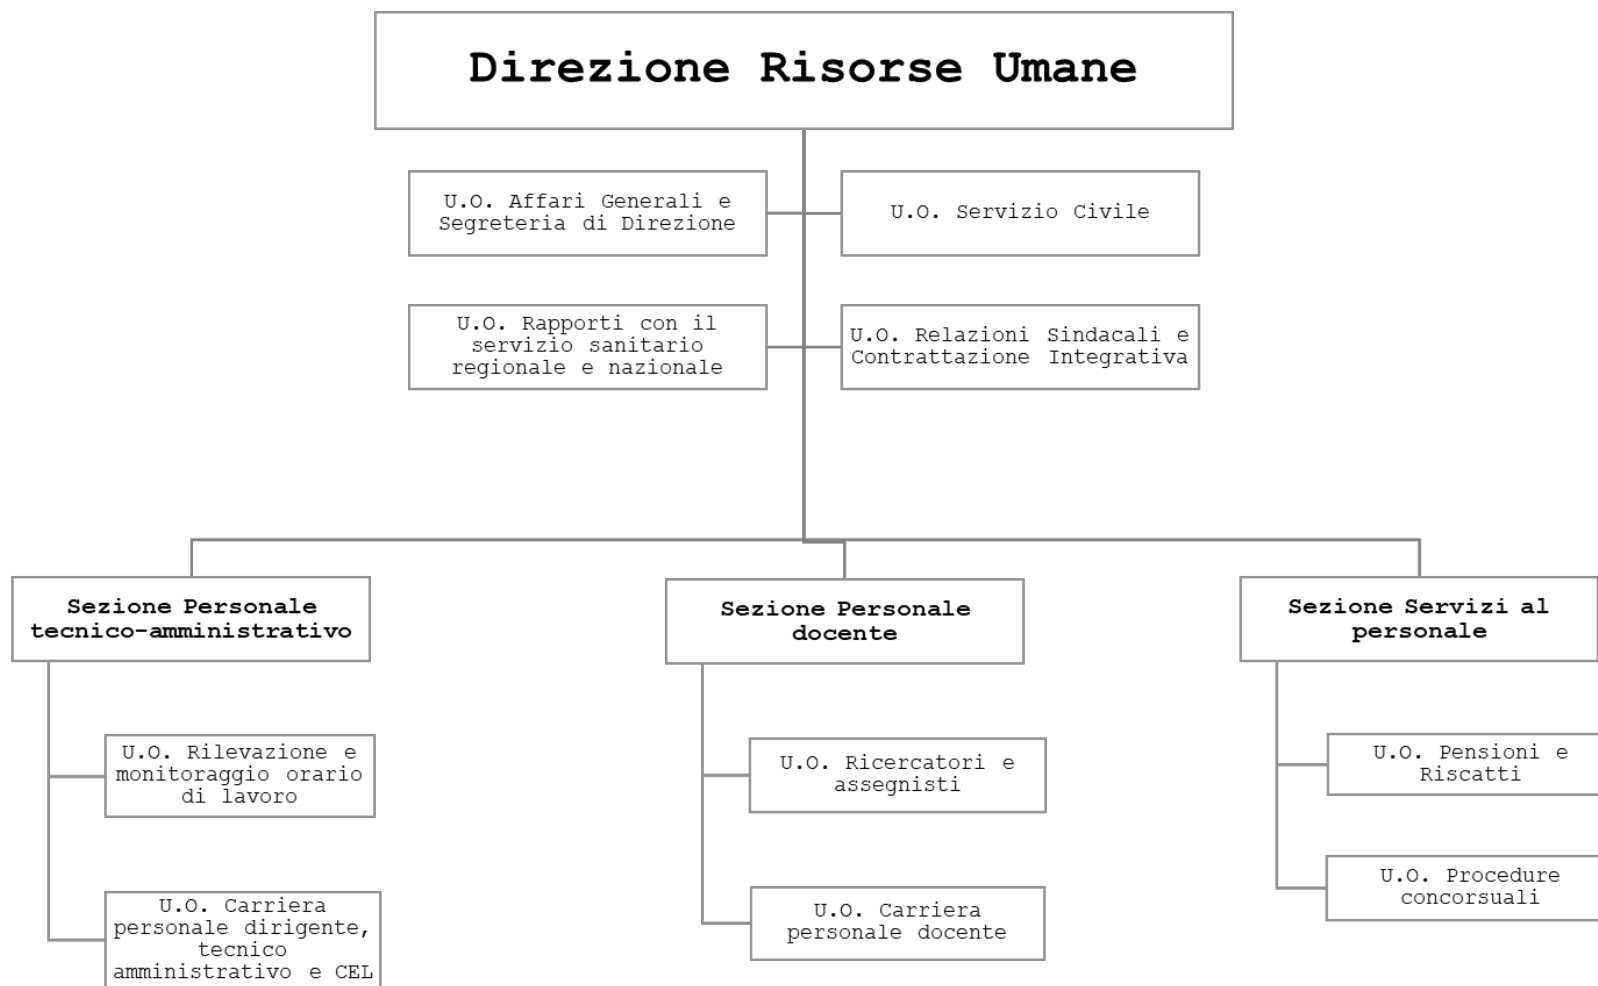 Direzione Risorse Umane
U.O. Affari Generali e
Segreteria di Direzione
U.O. Servizio Civile
U.O. Rapporti con il
servizio sanitario
regionale e nazionale
U.O. Relazioni Sindacali e
Contrattazione Integrativa
Sezione Personale
tecnico-amministrativo
Sezione Personale
docente
Sezione Servizi al
personale
U.O. Rilevazione e
monitoraggio orario
di lavoro
U.O. Ricercatori e
assegnisti
U.O. Pensioni e
Riscatti
U.O. Carriera
personale dirigente,
tecnico
amministrativo e CEL
U.O. Carriera
personale docente
U.O. Procedure
concorsuali